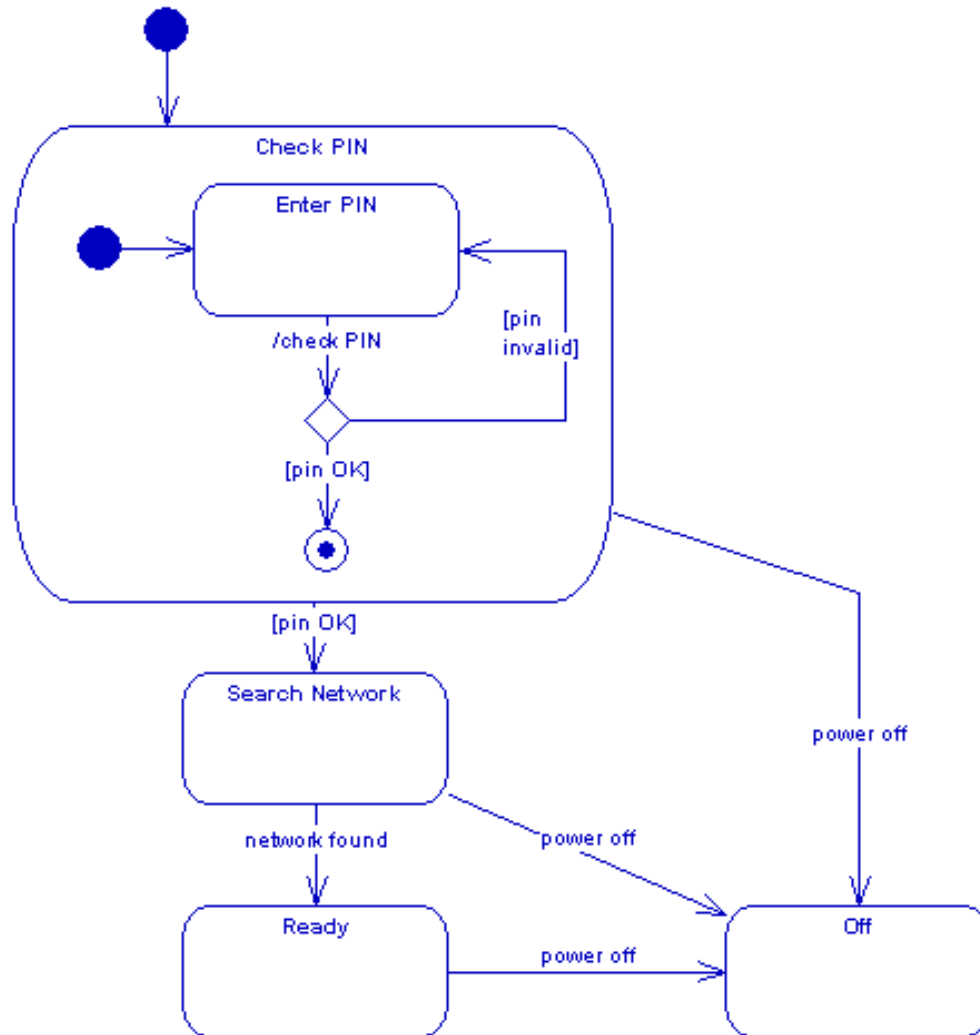 Check PIN
Enter PIN
/check PIN
[pin
invalid]
[pin OK]
[pin OK]
Search Network
power off
network found
power off
Ready
Off
power off